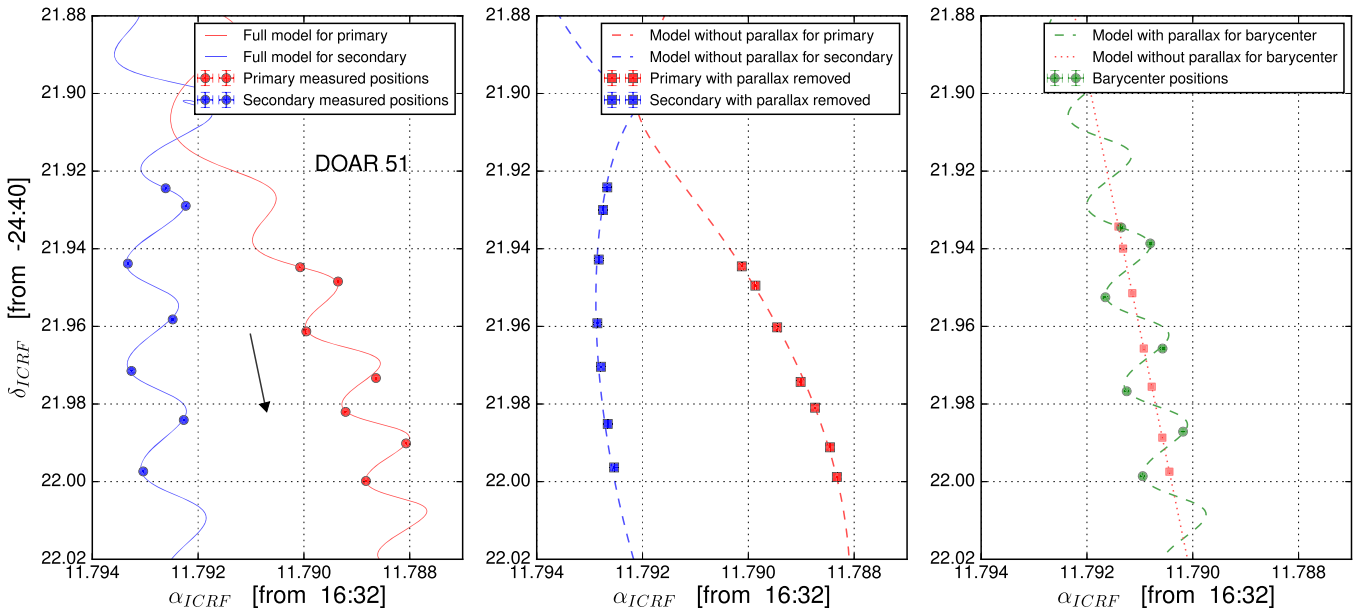 21.88
21.90
21.92
21.94
21.96
21.98
22.00
22.02
δICRF [from -24:40]
Full model for primary
Full model for secondary
Primary measured positions
Secondary measured positions
DOAR 51
11.794
11.792
11.790
11.788
αICRF [from 16:32]
21.88
21.90
21.92
21.94
21.96
21.98
22.00
22.02
Model without parallax for primary
Model without parallax for secondary
Primary with parallax removed
Secondary with parallax removed
11.794
11.792
11.790
11.788
αICRF [from 16:32]
21.88
21.90
21.92
21.94
21.96
21.98
22.00
22.02
Model with parallax for barycenter
Model without parallax for barycenter
Barycenter positions
11.794
11.792
11.790
11.788
αICRF [from 16:32]